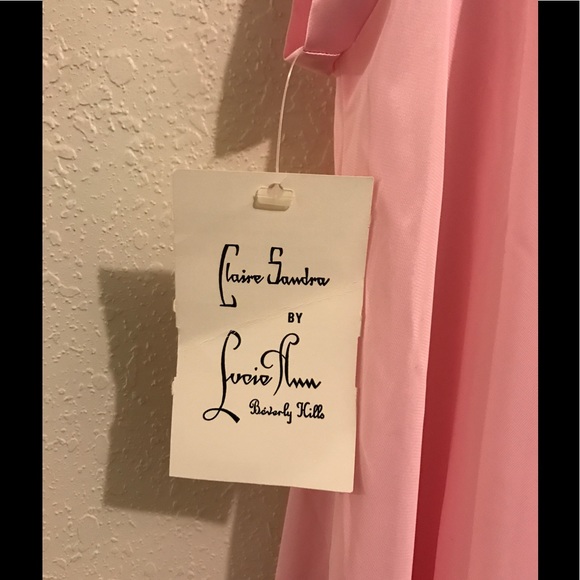 Claire Sandra
BY
Lucie Ann
Beverly Hills